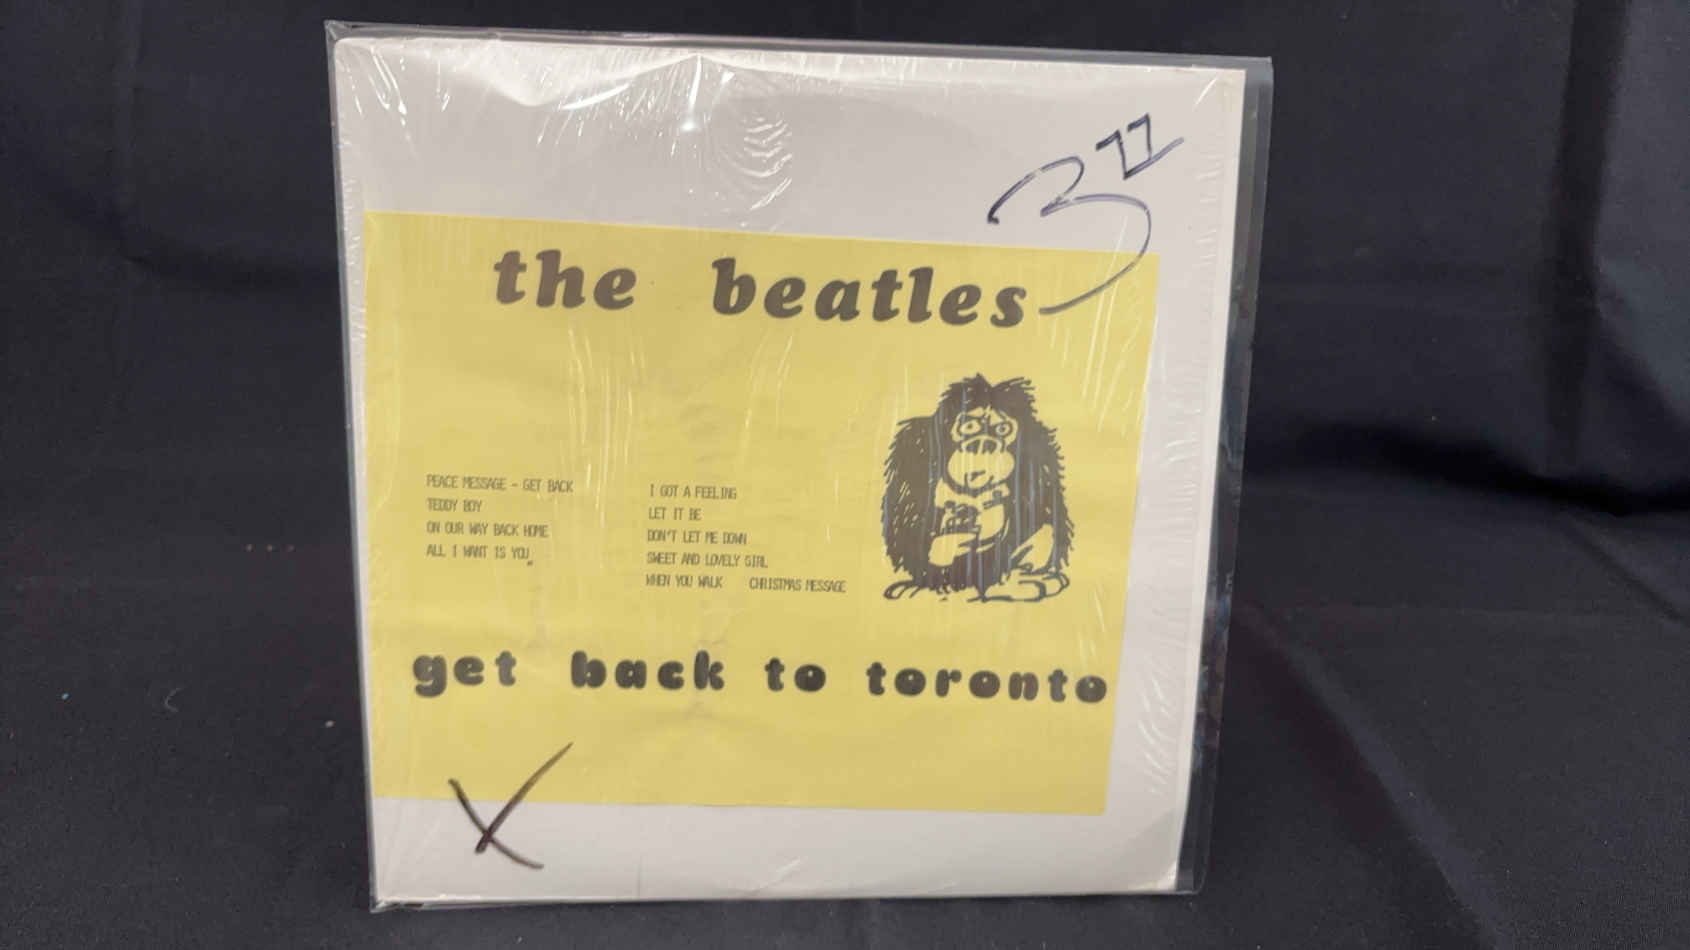 3 77
the beatles
PEACE MESSAGE - GET BACK
TEDDY BOY
ON OUR WAY BACK HOME
ALL I WANT IS YOU
I GOT A FEELING
LET IT BE
DON'T LET ME DOWN
SWEET AND LOVELY GIRL
WHEN YOU WALK CHRISTMAS MESSAGE
get back to toronto
X